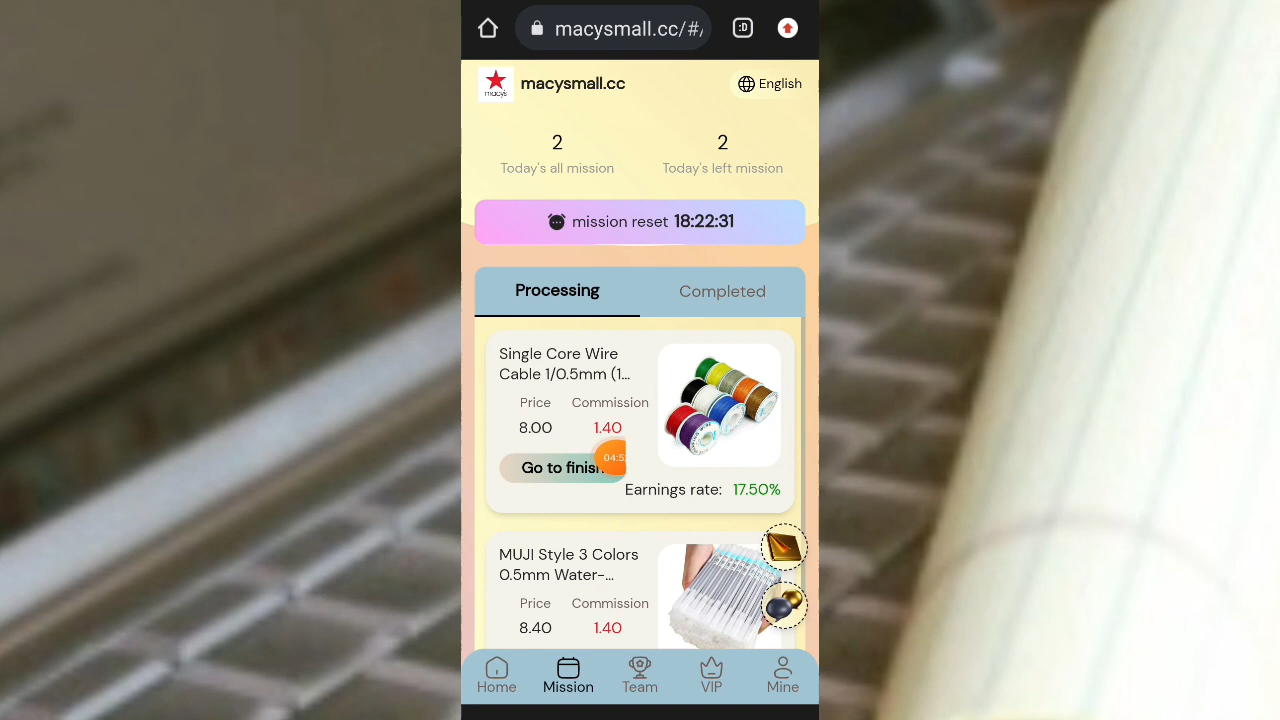 macysmall.cc/#/
:D
macy's
macysmall.cc
English
2
2
Today's all mission
Today's left mission
mission reset 18:22:31
Processing
Completed
Single Core Wire
Cable 1/0.5mm (1...
Price
Commission
8.00
1.40
Go to finish
04:5
Earnings rate: 17.50%
MUJI Style 3 Colors
0.5mm Water-...
Price
Commission
8.40
1.40
Home
Mission
Team
VIP
Mine